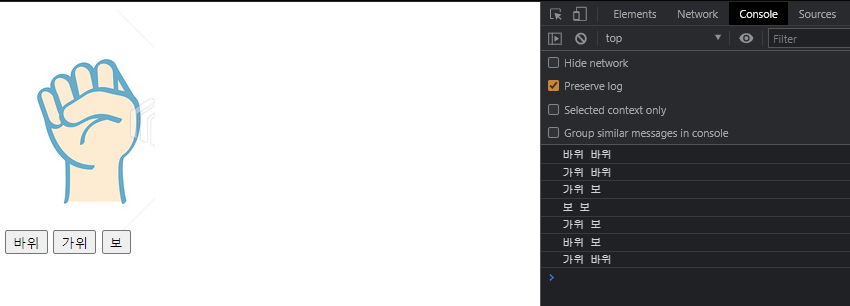 바위 가위 보
Elements Network Console Sources
top Filter
Hide network
Preserve log
Selected context only
Group similar messages in console
바위 바위
가위 바위
가위 보
보 보
가위 보
바위 보
가위 바위